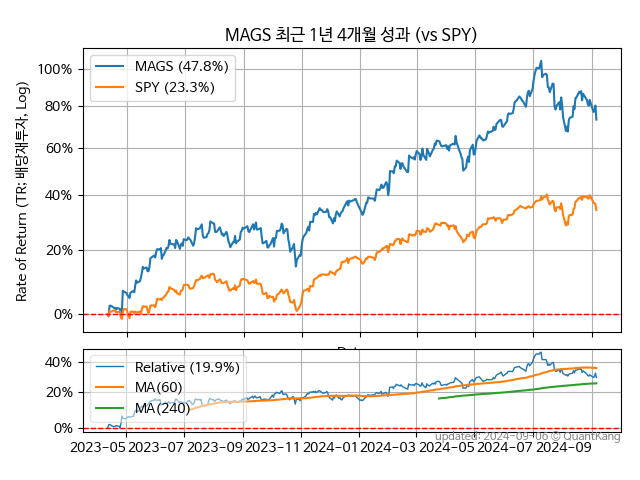 MAGS 최근 1년 4개월 성과 (vs SPY)
MAGS (47.8%)
SPY (23.3%)
100%
80%
60%
40%
20%
0%
Rate of Return (TR: 배당재투자, Log)
Relative (19.9%)
MA(60)
MA(240)
40%
20%
0%
2023-05 2023-07 2023-09 2023-11 2024-01 2024-03 2024-05 2024-07 2024-09
updated: 2024-09-06 © QuantKang